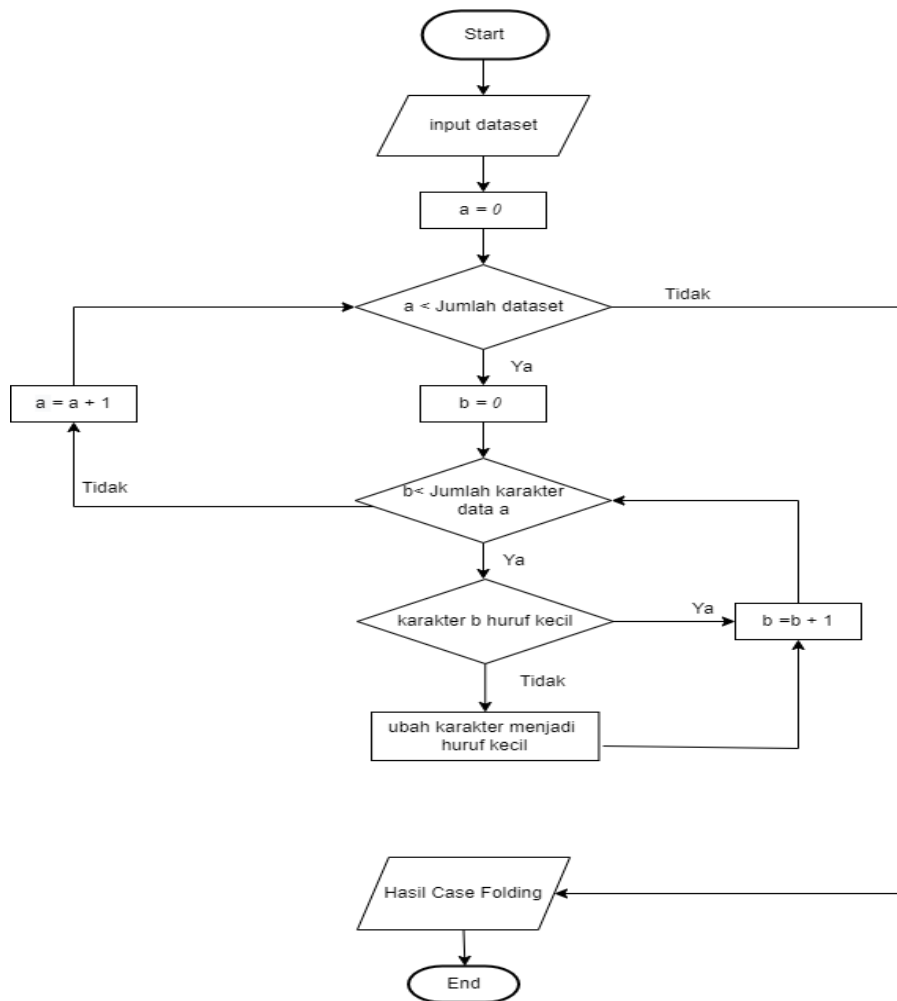 Start
input dataset
a = 0
a < Jumlah dataset
Tidak
Ya
a = a + 1
b = 0
Tidak
b< Jumlah karakter
data a
Ya
karakter b huruf kecil
Ya
b =b + 1
Tidak
ubah karakter menjadi
huruf kecil
Hasil Case Folding
End